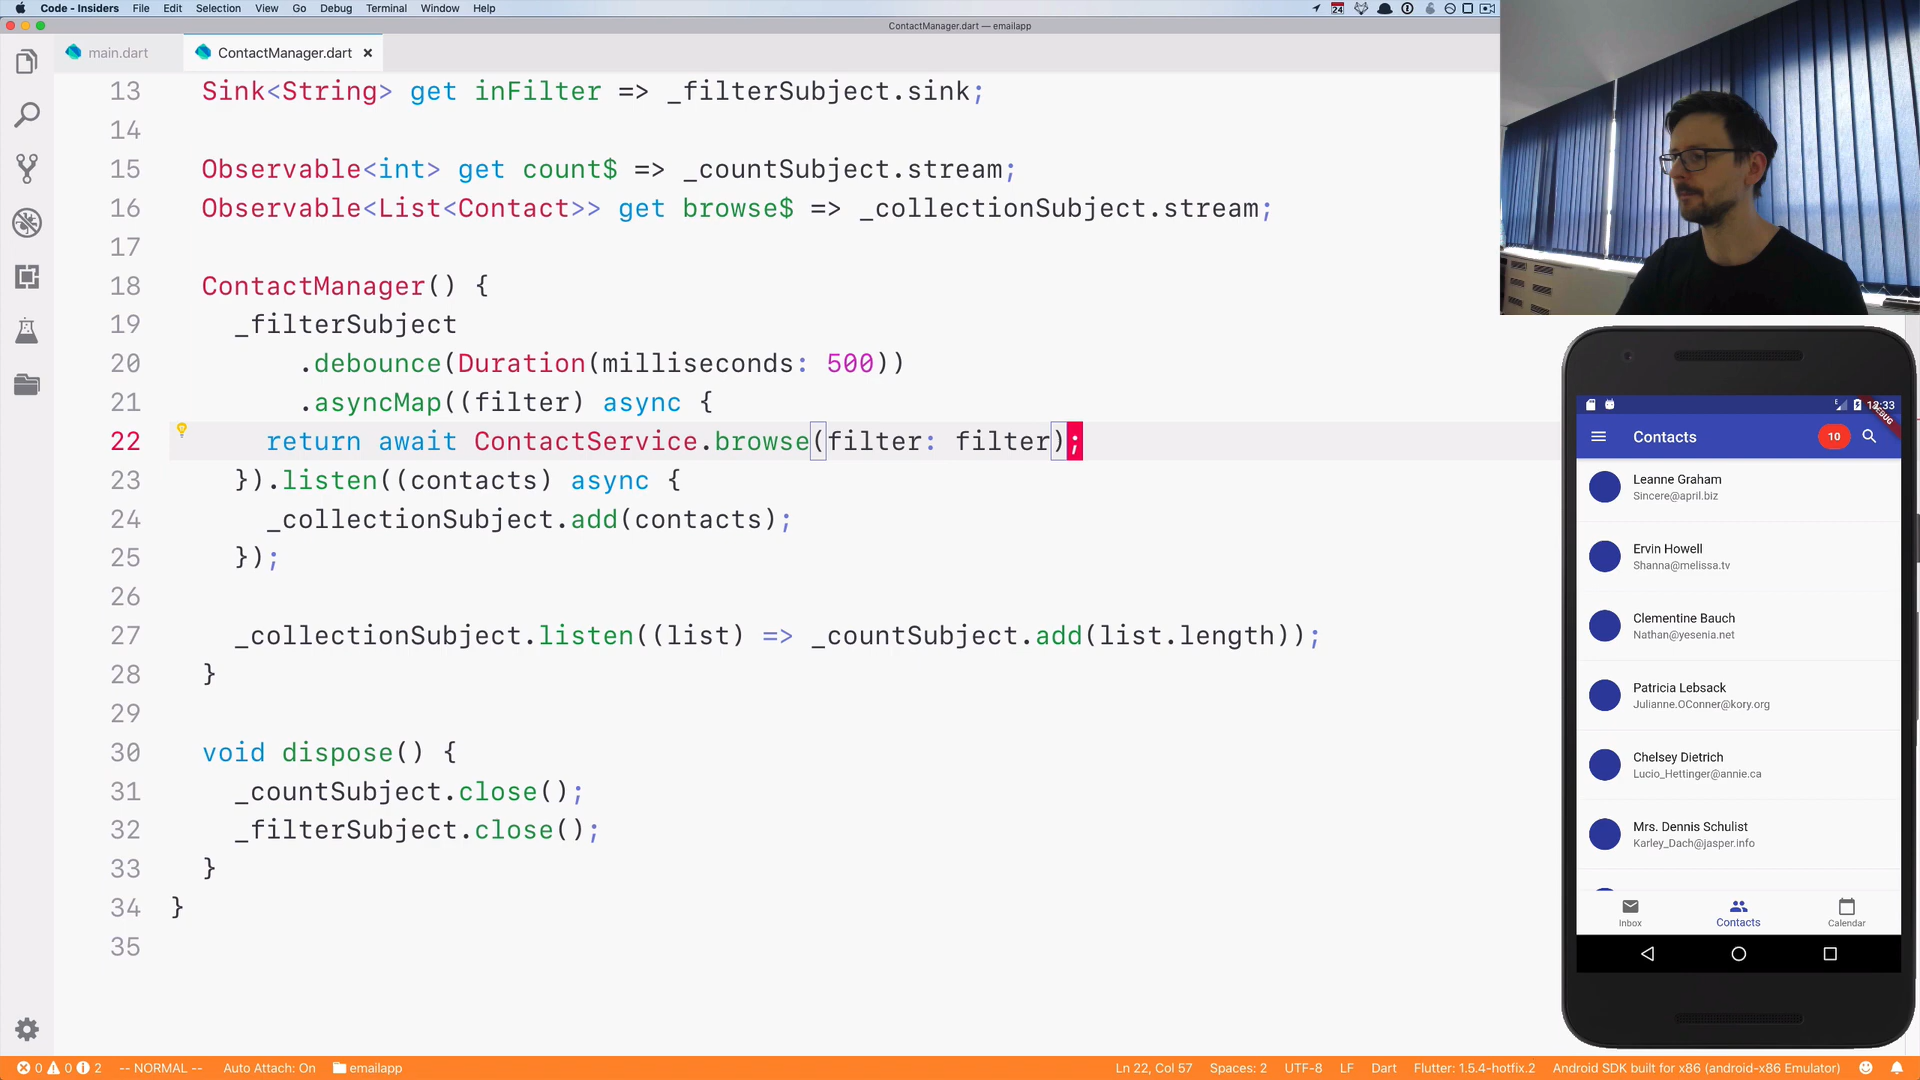 Code - Insiders File Edit Selection View Go Debug Terminal Window Help
24
ContactManager.dart — emailapp
main.dart
ContactManager.dart
13 Sink<String> get inFilter => _filterSubject.sink;
14
15 Observable<int> get count$ => _countSubject.stream;
16 Observable<List<Contact>> get browse$ => _collectionSubject.stream;
17
18 ContactManager() {
19 _filterSubject
20 .debounce(Duration(milliseconds: 500))
21 .asyncMap((filter) async {
22 return await ContactService.browse(filter: filter);
23 }).listen((contacts) async {
24 _collectionSubject.add(contacts);
25 });
26
27 _collectionSubject.listen((list) => _countSubject.add(list.length));
28 }
29
30 void dispose() {
31 _countSubject.close();
32 _filterSubject.close();
33 }
34 }
35
E
DEBUG
Contacts 10
Leanne Graham
Sincere@april.biz
Ervin Howell
Shanna@melissa.tv
Clementine Bauch
Nathan@yesenia.net
Patricia Lebsack
Julianne.OConner@kory.org
Chelsey Dietrich
Lucio_Hettinger@annie.ca
Mrs. Dennis Schulist
Karley_Dach@jasper.info
Inbox Contacts Calendar
0 0 2 -- NORMAL -- Auto Attach: On emailapp Ln 22, Col 57 Spaces: 2 UTF-8 LF Dart Flutter: 1.5.4-hotfix.2 Android SDK built for x86 (android-x86 Emulator)